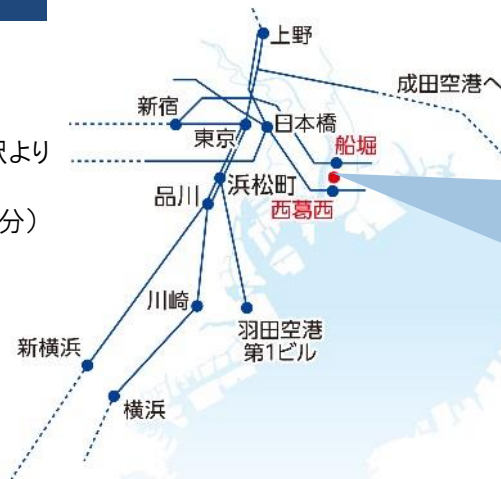 上野
成田空港へ
新宿
東京
日本橋
船堀
駅より
品川
浜松町
西葛西
分）
川崎
羽田空港
第1ビル
新横浜
横浜